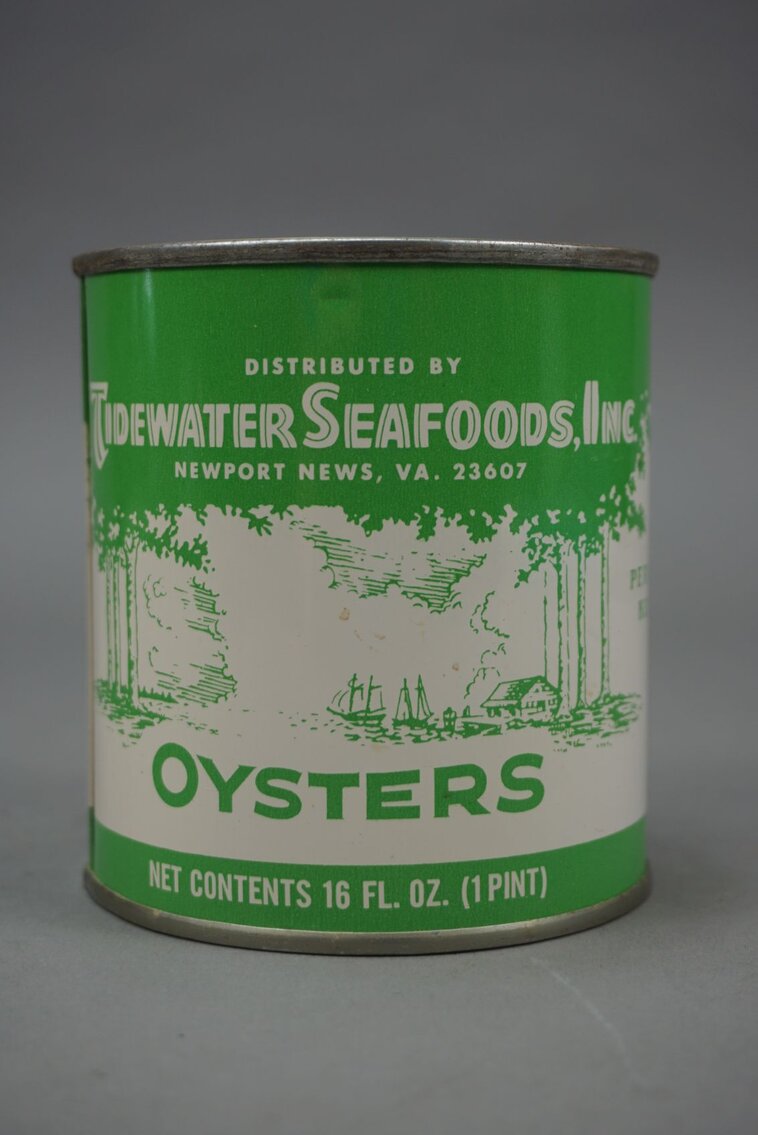 DISTRIBUTED BY
TIDEWATER SEAFOODS, INC.
NEWPORT NEWS, VA. 23607
OYSTERS
NET CONTENTS 16 FL. OZ. (1 PINT)